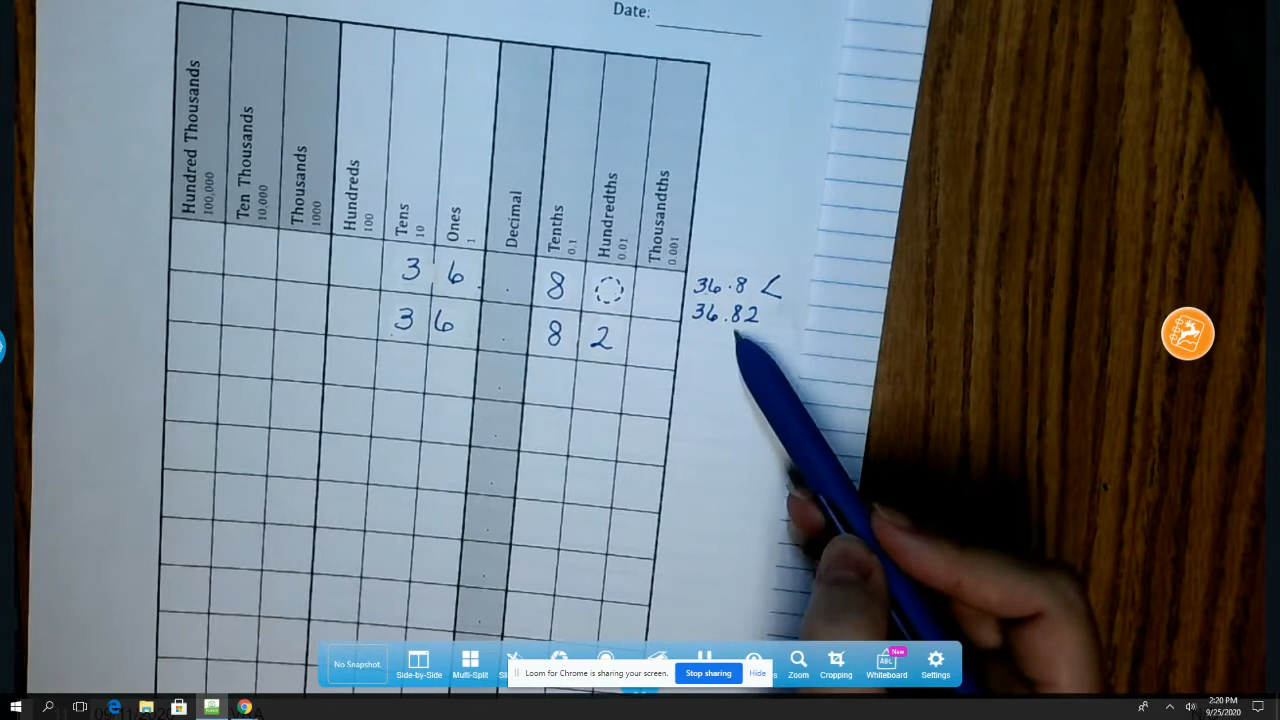 Date:
Hundred Thousands
100,000
Ten Thousands
10,000
Thousands
1000
Hundreds
100
Tens
10
Ones
1
Decimal
Tenths
0.1
Hundredths
0.01
Thousandths
0.001
3 6 . 8 0
3 6 . 8 2
.
.
.
.
.
.
36.8 <
36.82
No Snapshot.
Side-by-Side
Multi-Split
Zoom
Cropping
New
ABC
Whiteboard
Settings
Loom for Chrome is sharing your screen.
Stop sharing
Hide
2:20 PM
9/25/2020